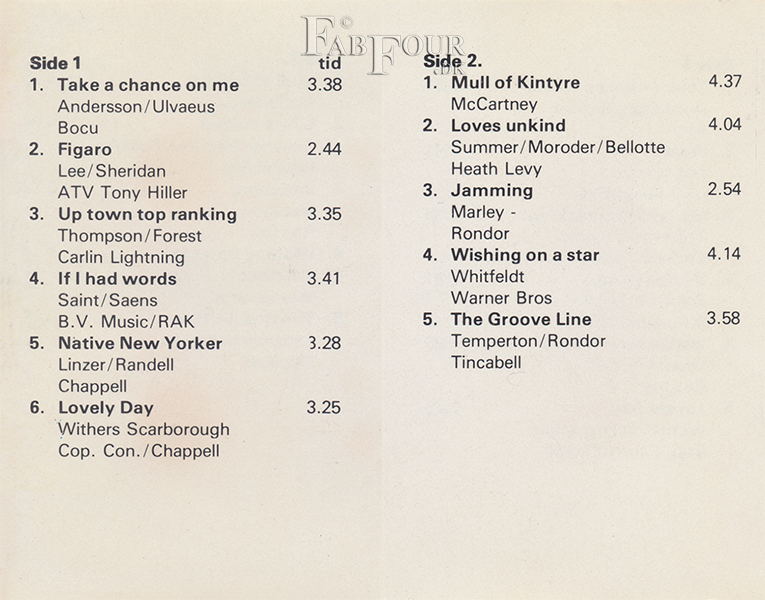 © FabFour.dk
Side 1 tid
1. Take a chance on me 3.38
Andersson/Ulvaeus
Bocu
2. Figaro 2.44
Lee/Sheridan
ATV Tony Hiller
3. Up town top ranking 3.35
Thompson/Forest
Carlin Lightning
4. If I had words 3.41
Saint/Saens
B.V. Music/RAK
5. Native New Yorker 3.28
Linzer/Randell
Chappell
6. Lovely Day 3.25
Withers Scarborough
Cop. Con./Chappell
Side 2.
1. Mull of Kintyre 4.37
McCartney
2. Loves unkind 4.04
Summer/Moroder/Bellotte
Heath Levy
3. Jamming 2.54
Marley -
Rondor
4. Wishing on a star 4.14
Whitfeldt
Warner Bros
5. The Groove Line 3.58
Temperton/Rondor
Tincabell